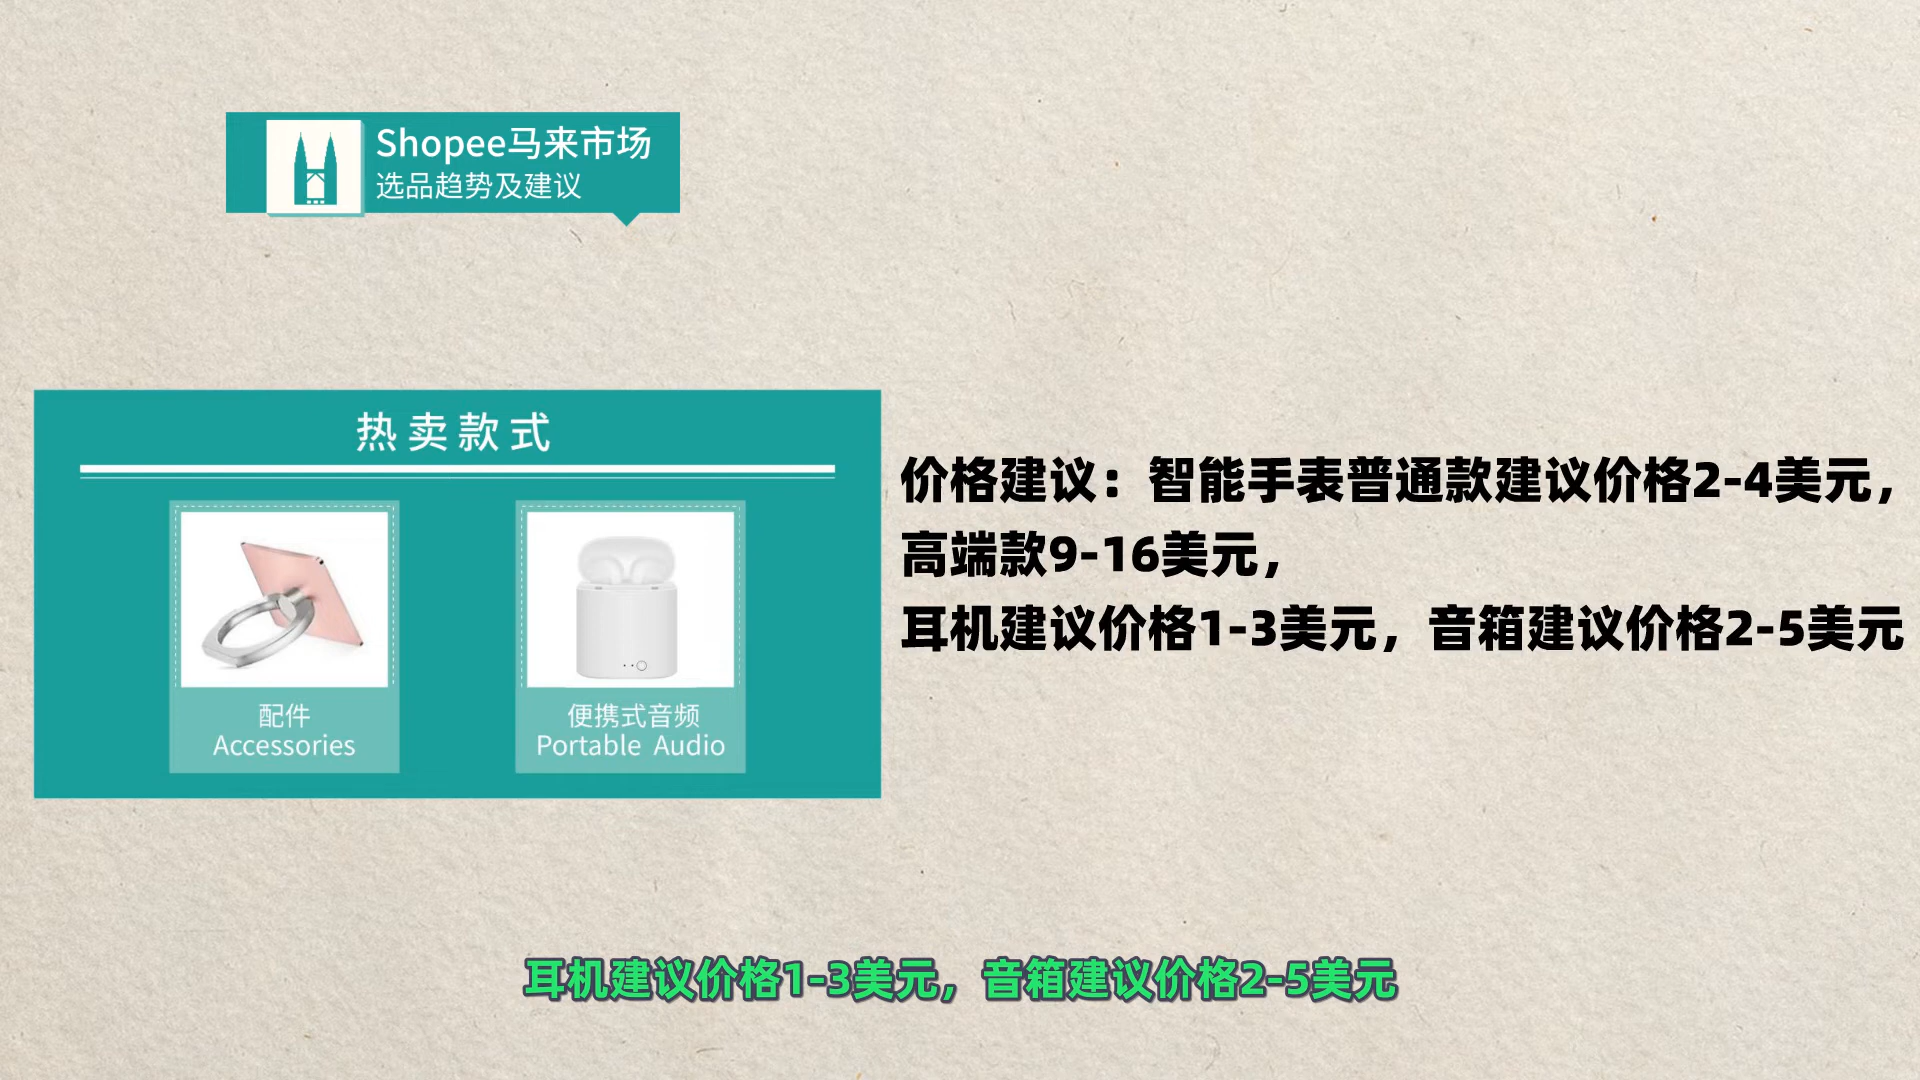 Shopee马来市场
选品趋势及建议
热卖款式
配件
Accessories
便携式音频
Portable Audio
价格建议：智能手表普通款建议价格2-4美元，
高端款9-16美元，
耳机建议价格1-3美元，音箱建议价格2-5美元
耳机建议价格1-3美元，音箱建议价格2-5美元